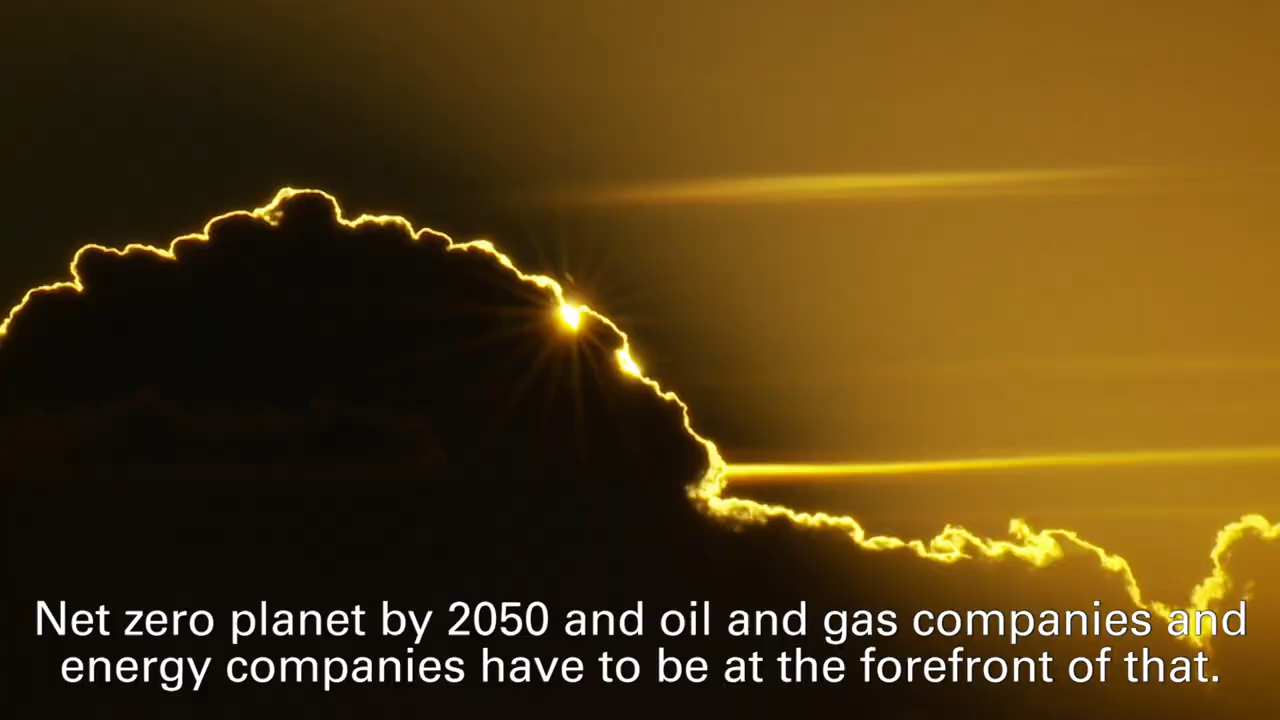 Net zero planet by 2050 and oil and gas companies and
energy companies have to be at the forefront of that.